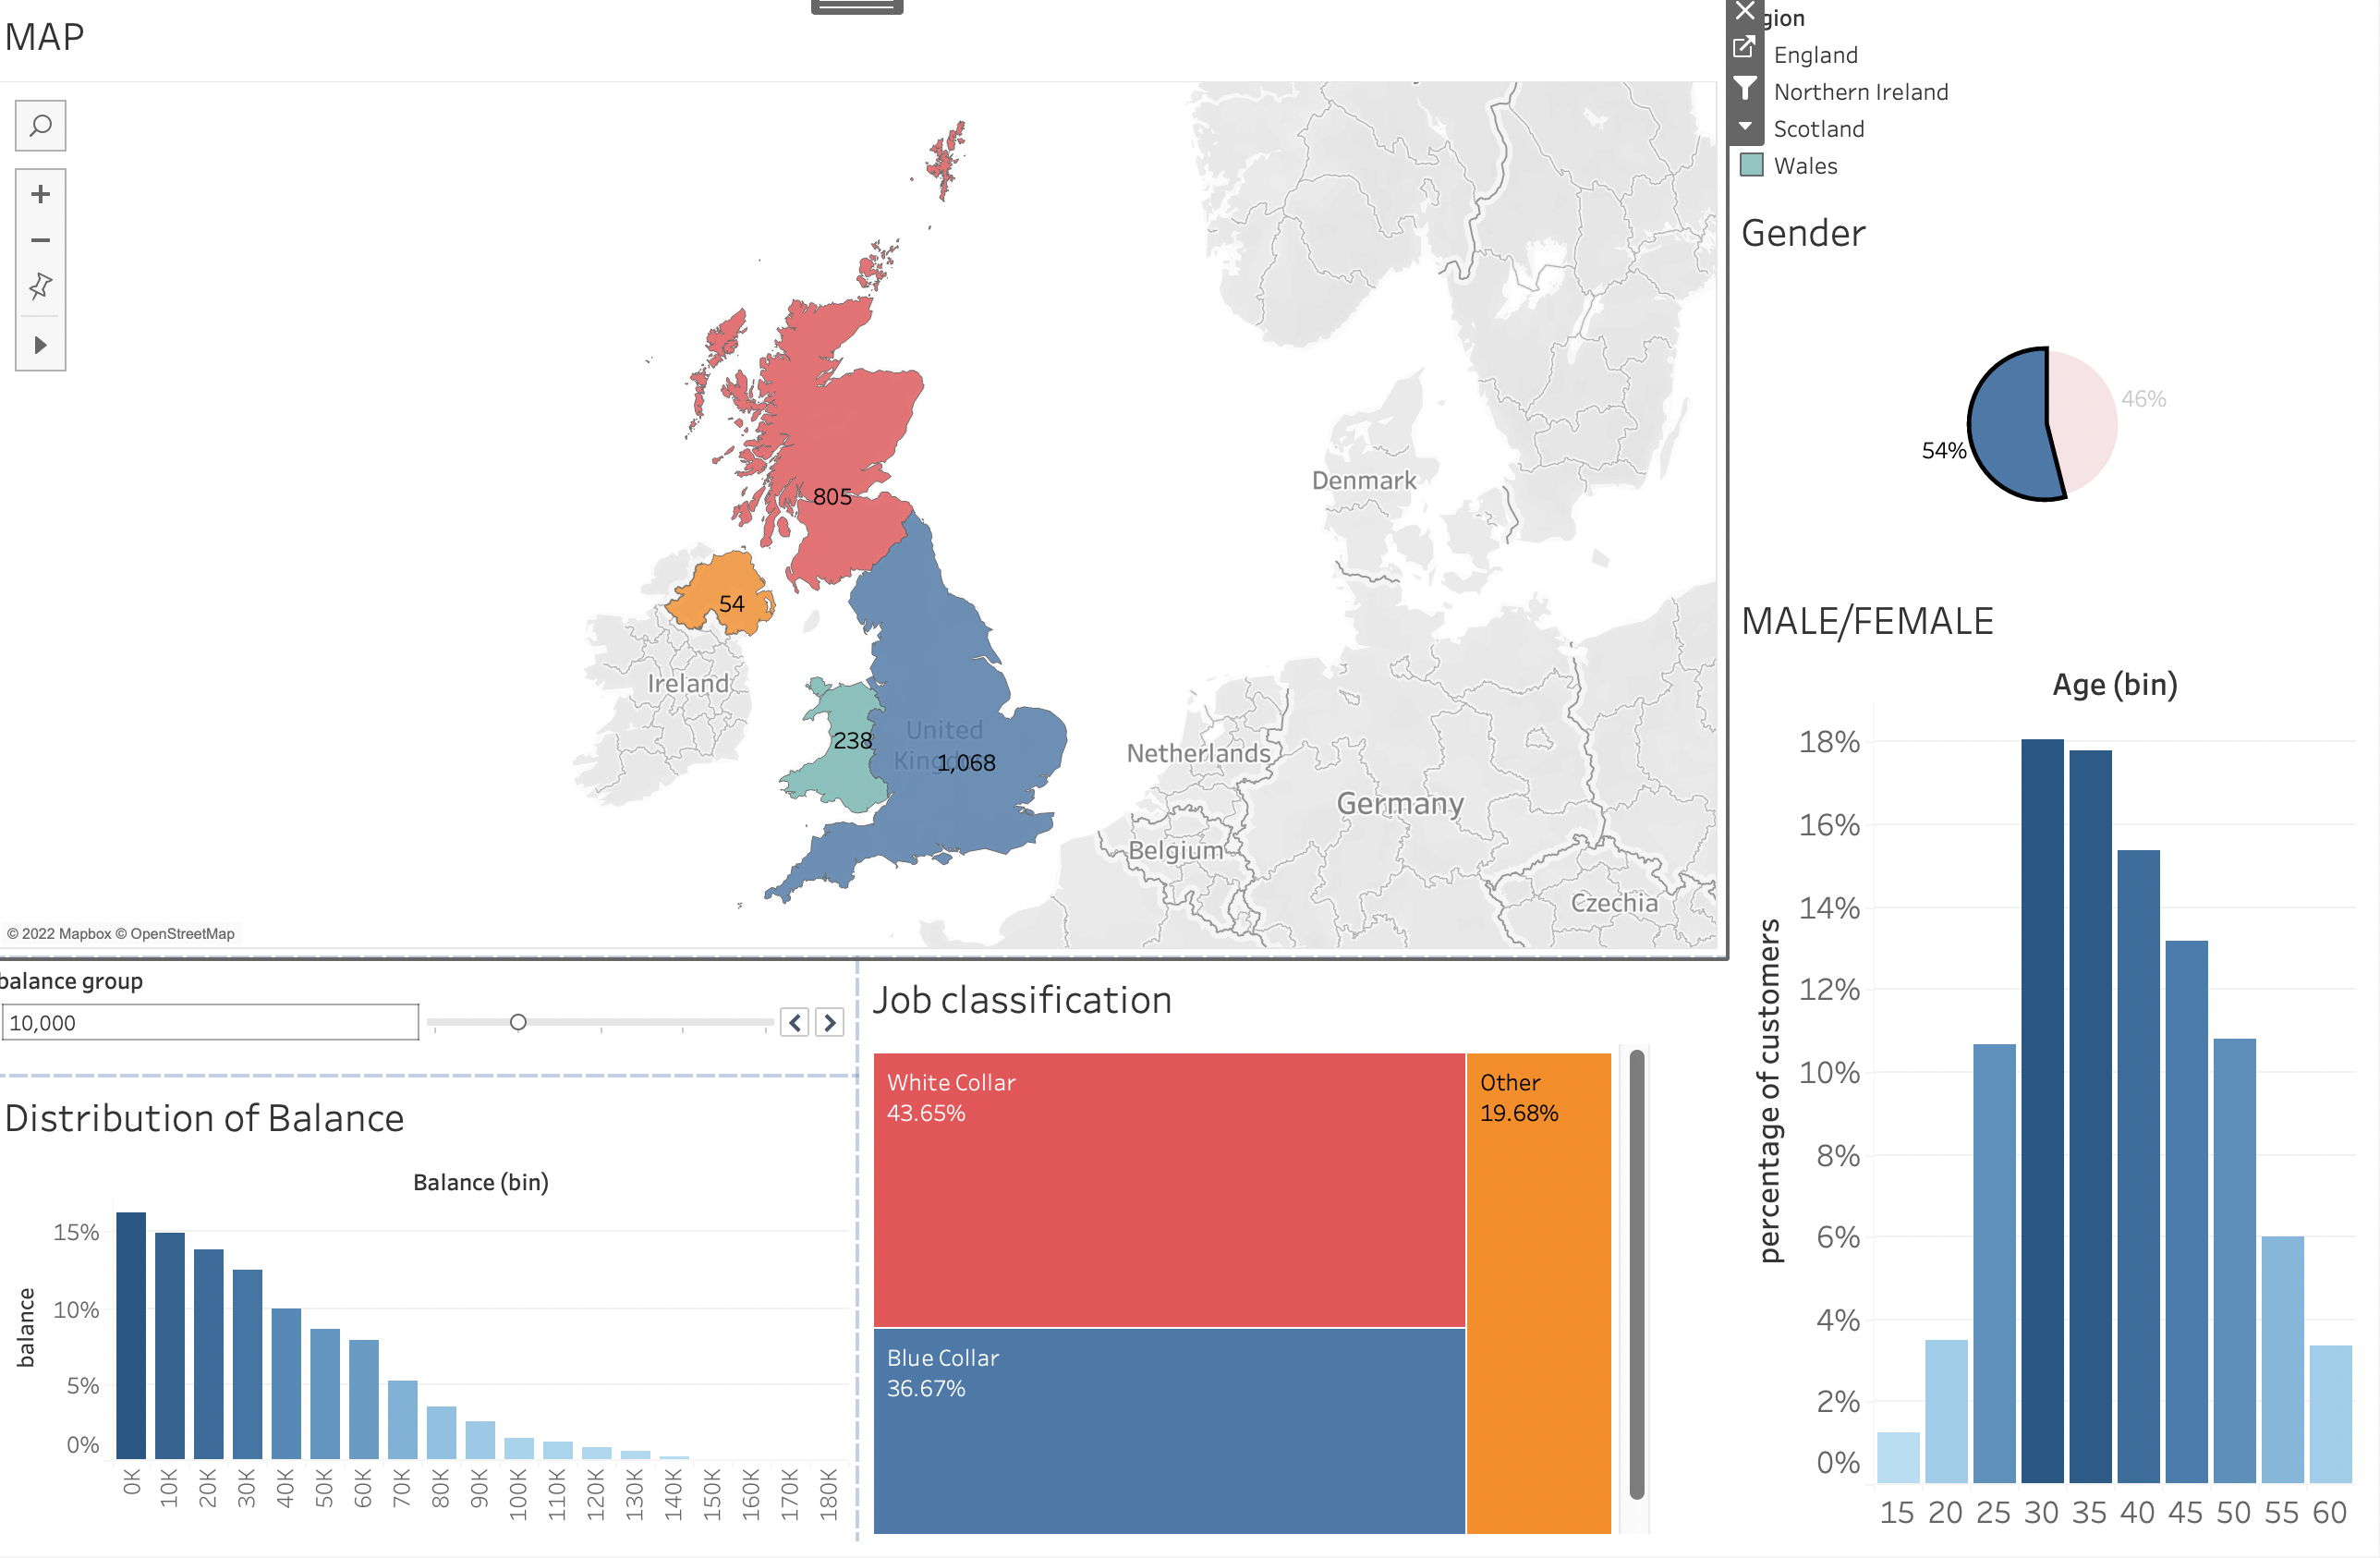 MAP
gion
England
Northern Ireland
Scotland
Wales
Gender
46%
54%
805
54
238
1,068
United
Kingd
Ireland
Denmark
Netherlands
Germany
Belgium
Czechia
© 2022 Mapbox © OpenStreetMap
MALE/FEMALE
Age (bin)
percentage of customers
18%
16%
14%
12%
10%
8%
6%
4%
2%
0%
15 20 25 30 35 40 45 50 55 60
balance group
10,000
Distribution of Balance
Balance (bin)
balance
15%
10%
5%
0%
0K 10K 20K 30K 40K 50K 60K 70K 80K 90K 100K 110K 120K 130K 140K 150K 160K 170K 180K
Job classification
White Collar
43.65%
Other
19.68%
Blue Collar
36.67%